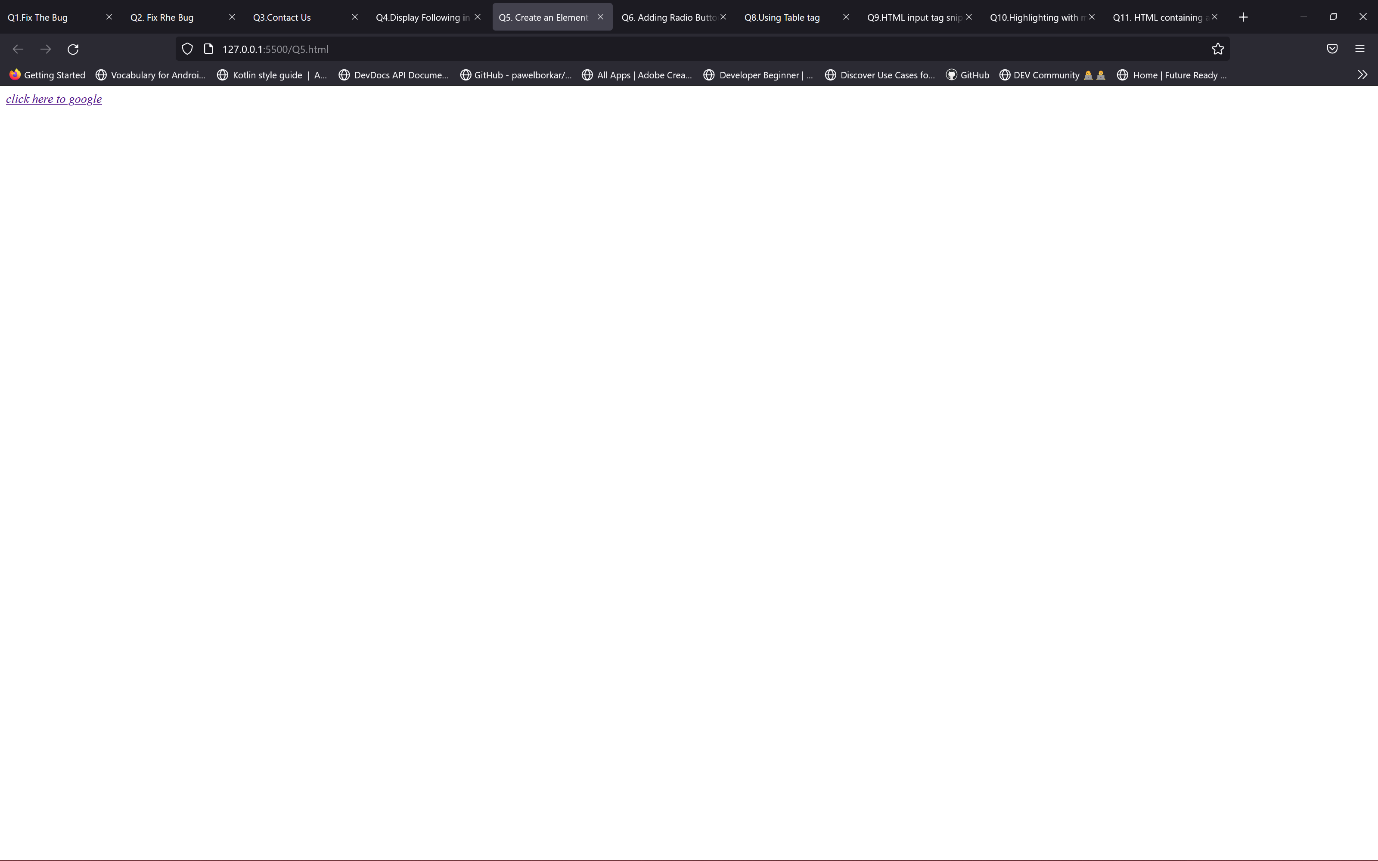 Q1.Fix The Bug
Q2. Fix Rhe Bug
Q3.Contact Us
Q4.Display Following in
Q5. Create an Element
Q6. Adding Radio Butto
Q8.Using Table tag
Q9.HTML input tag snip
Q10.Highlighting with m
Q11. HTML containing a
127.0.0.1:5500/Q5.html
Getting Started
Vocabulary for Androi...
Kotlin style guide | A...
DevDocs API Docume...
GitHub - pawelborkar/...
All Apps | Adobe Crea...
Developer Beginner | ...
Discover Use Cases fo...
GitHub
DEV Community 👩‍💻👨‍💻
Home | Future Ready ...
click here to google